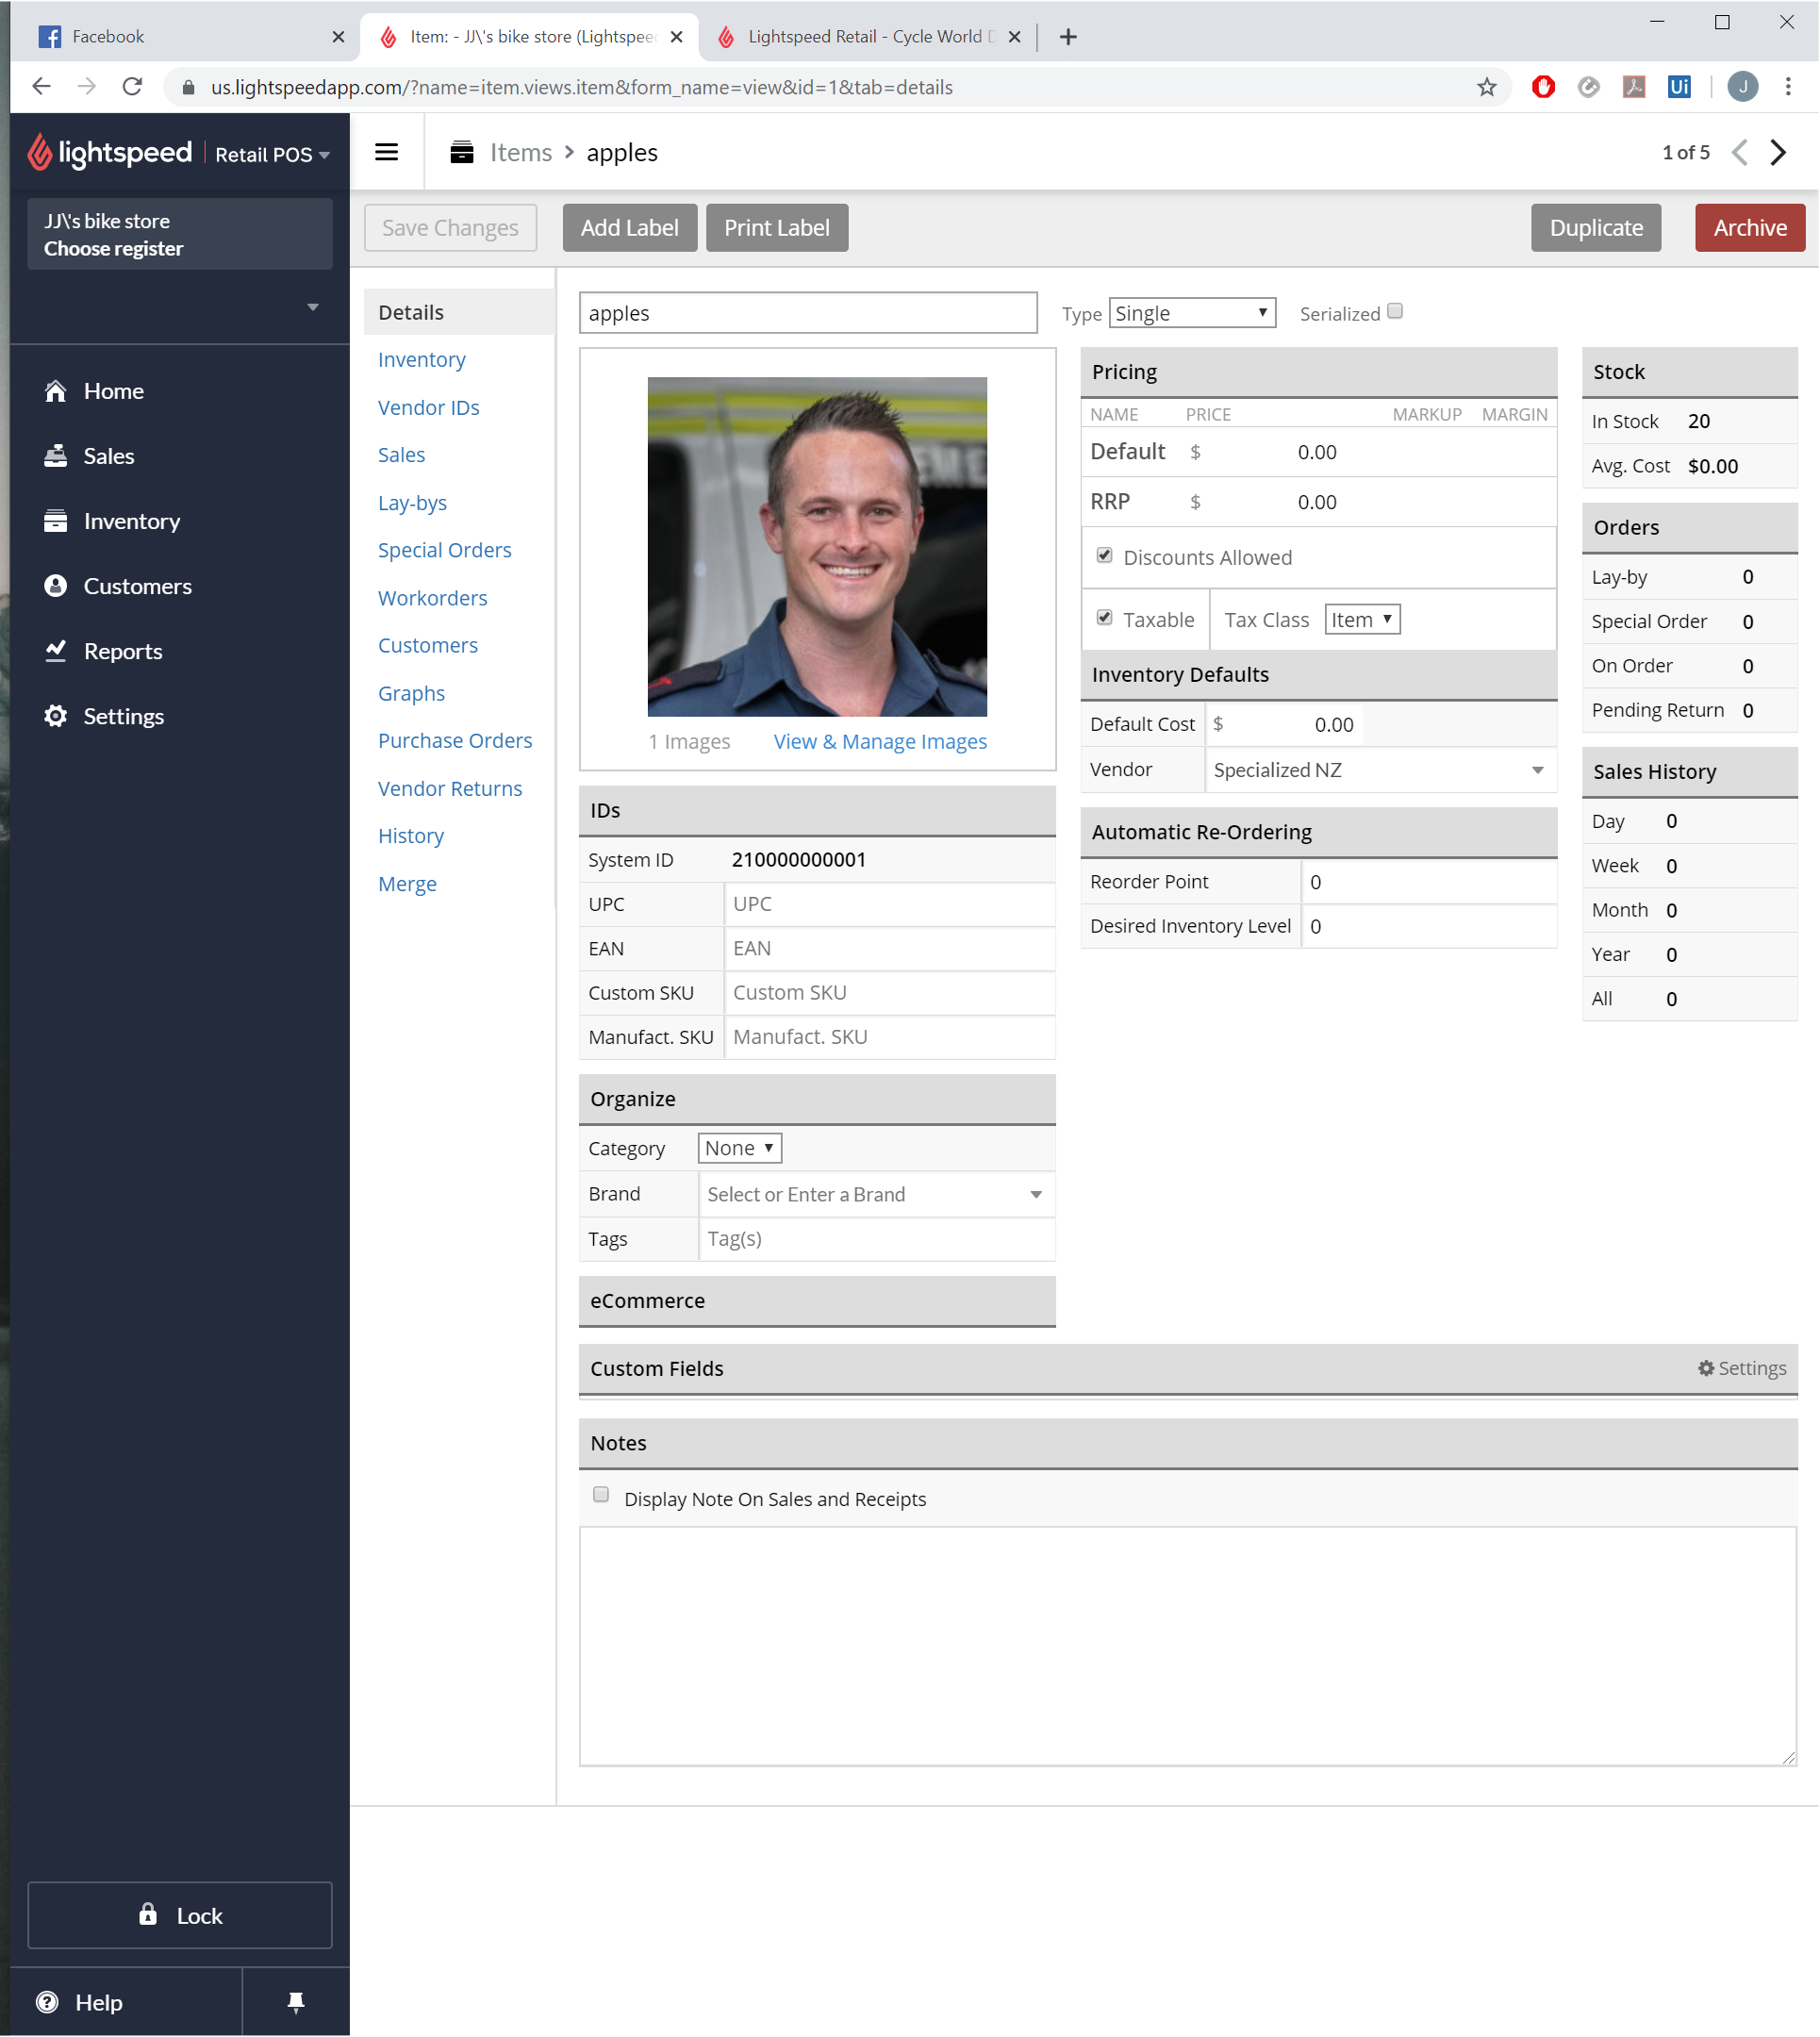 Facebook
Item: - JJ\'s bike store (Lightspee
Lightspeed Retail - Cycle World D
us.lightspeedapp.com/?name=item.views.item&form_name=view&id=1&tab=details
Ui
J
lightspeed | Retail POS
Items > apples
1 of 5
JJ\'s bike store
Choose register
Home
Sales
Inventory
Customers
Reports
Settings
Lock
Help
Save Changes
Add Label
Print Label
Duplicate
Archive
Details
Inventory
Vendor IDs
Sales
Lay-bys
Special Orders
Workorders
Customers
Graphs
Purchase Orders
Vendor Returns
History
Merge
apples
Type Single
Serialized
EME
1 Images View & Manage Images
IDs
System ID 210000000001
UPC UPC
EAN EAN
Custom SKU Custom SKU
Manufact. SKU Manufact. SKU
Organize
Category None
Brand Select or Enter a Brand
Tags Tag(s)
eCommerce
Pricing
NAME PRICE MARKUP MARGIN
Default $ 0.00
RRP $ 0.00
Discounts Allowed
Taxable Tax Class Item
Inventory Defaults
Default Cost $ 0.00
Vendor Specialized NZ
Automatic Re-Ordering
Reorder Point 0
Desired Inventory Level 0
Stock
In Stock 20
Avg. Cost $0.00
Orders
Lay-by 0
Special Order 0
On Order 0
Pending Return 0
Sales History
Day 0
Week 0
Month 0
Year 0
All 0
Custom Fields
Settings
Notes
Display Note On Sales and Receipts